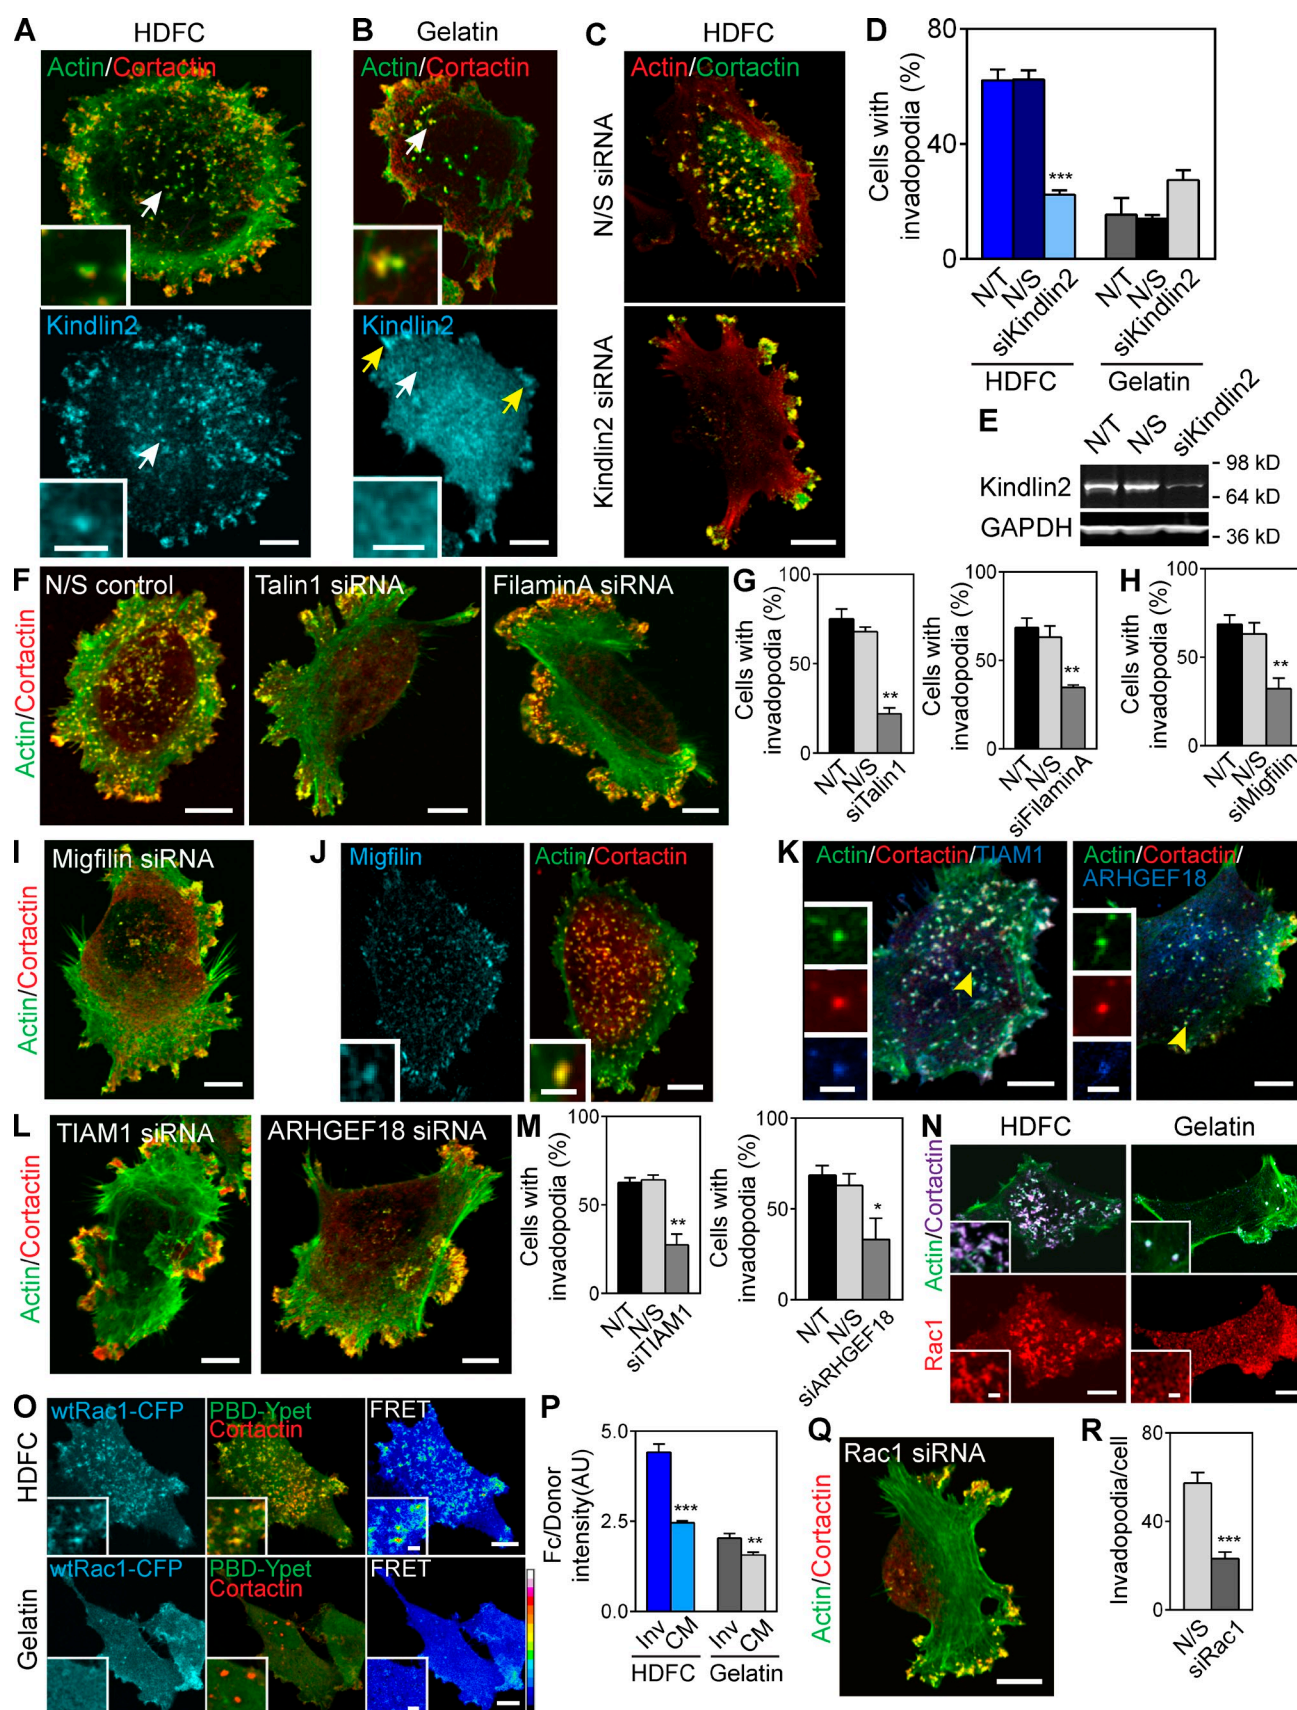 A
HDFC
Actin/Cortactin
Kindlin2
B
Gelatin
Actin/Cortactin
Kindlin2
C
HDFC
Actin/Cortactin
N/S siRNA
Kindlin2 siRNA
D
Cells with
invadopodia (%)
80
40
0
N/T
N/S
siKindlin2
N/T
N/S
siKindlin2
***
HDFC
Gelatin
E
N/T
N/S
siKindlin2
Kindlin2
GAPDH
- 98 kD
- 64 kD
- 36 kD
F
Actin/Cortactin
N/S control
Talin1 siRNA
FilaminA siRNA
G
Cells with
invadopodia (%)
100
50
0
**
N/T
N/S
siTalin1
Cells with
invadopodia (%)
100
50
0
**
N/T
N/S
siFilaminA
H
Cells with
invadopodia (%)
100
50
0
**
N/T
N/S
siMigfilin
I
Actin/Cortactin
Migfilin siRNA
J
Migfilin
Actin/Cortactin
K
Actin/Cortactin/TIAM1
Actin/Cortactin/
ARHGEF18
L
Actin/Cortactin
TIAM1 siRNA
ARHGEF18 siRNA
M
Cells with
invadopodia (%)
100
50
0
**
N/T
N/S
siTIAM1
Cells with
invadopodia (%)
100
50
0
*
N/T
N/S
siARHGEF18
N
HDFC
Gelatin
Actin/Cortactin
Rac1
O
HDFC
wtRac1-CFP
PBD-Ypet
Cortactin
FRET
Gelatin
wtRac1-CFP
PBD-Ypet
Cortactin
FRET
P
Fc/Donor
intensity(AU)
5.0
2.5
0.0
***
**
Inv
CM
Inv
CM
HDFC
Gelatin
Q
Actin/Cortactin
Rac1 siRNA
R
Invadopodia/cell
80
40
0
***
N/S
siRac1